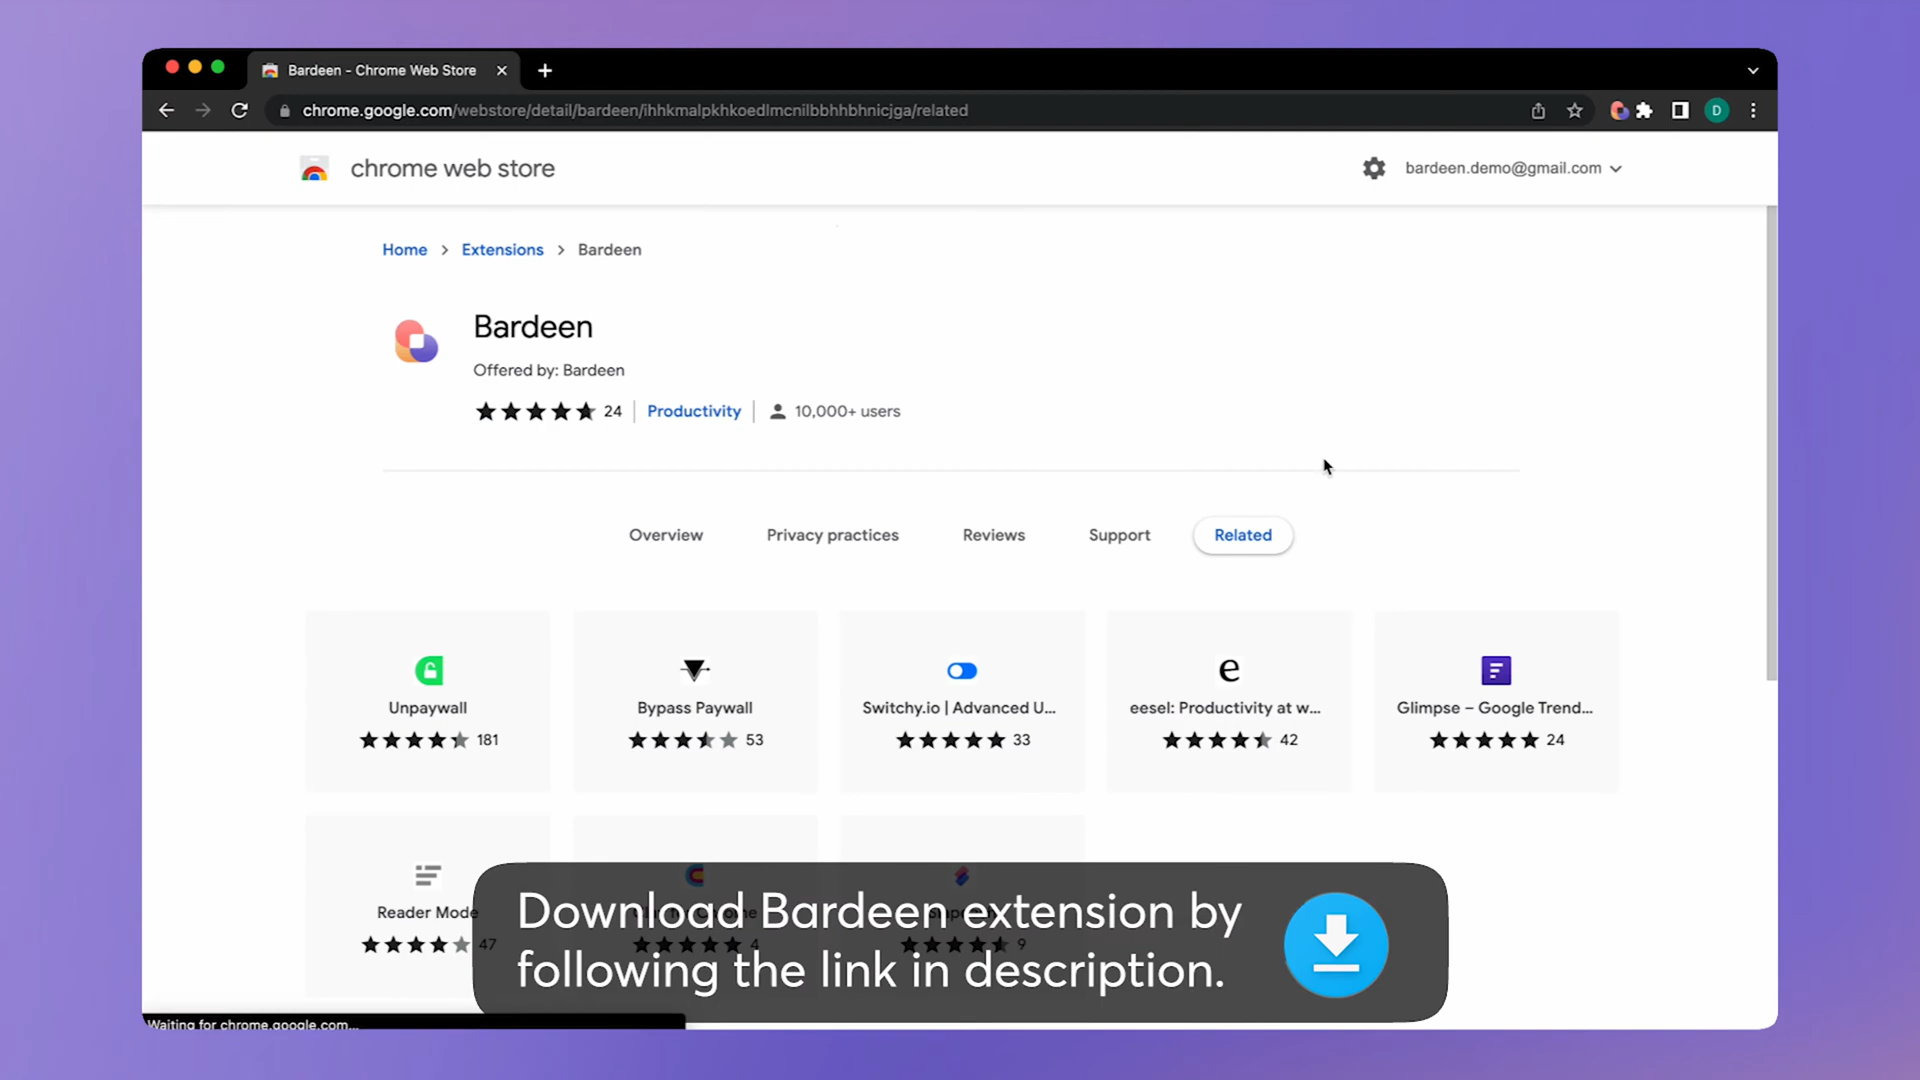 Bardeen - Chrome Web Store
chrome.google.com/webstore/detail/bardeen/ihhkmalpkhkoedlmcnilbbhhbhnicjga/related
D
chrome web store
bardeen.demo@gmail.com
Home > Extensions > Bardeen
Bardeen
Offered by: Bardeen
24 Productivity 10,000+ users
Overview Privacy practices Reviews Support Related
Unpaywall
181
Bypass Paywall
53
Switchy.io | Advanced U...
33
e
eesel: Productivity at w...
42
Glimpse – Google Trend...
24
Reader Mode
47
4
9
Download Bardeen extension by
following the link in description.
Waiting for chrome.google.com...